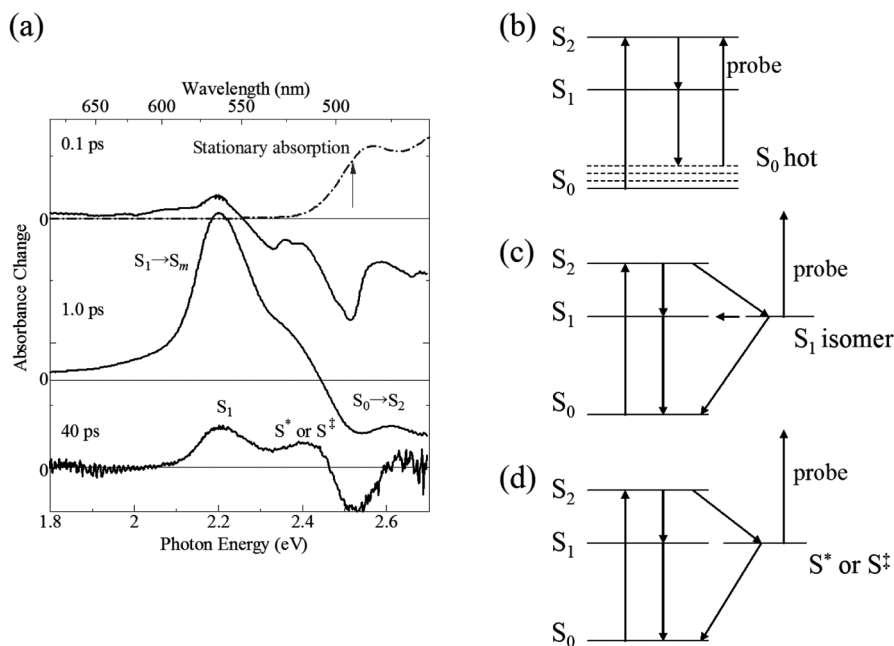 (a)
Wavelength (nm)
650 600 550 500
0.1 ps
Stationary absorption
0
S₁→Sₘ
1.0 ps
0
S₀→S₂
S₁
S* or S‡
40 ps
0
Absorbance Change
1.8 2 2.2 2.4 2.6
Photon Energy (eV)
(b)
S₂
probe
S₁
S₀ hot
S₀
(c)
S₂
probe
S₁
S₁ isomer
S₀
(d)
S₂
probe
S₁
S* or S‡
S₀